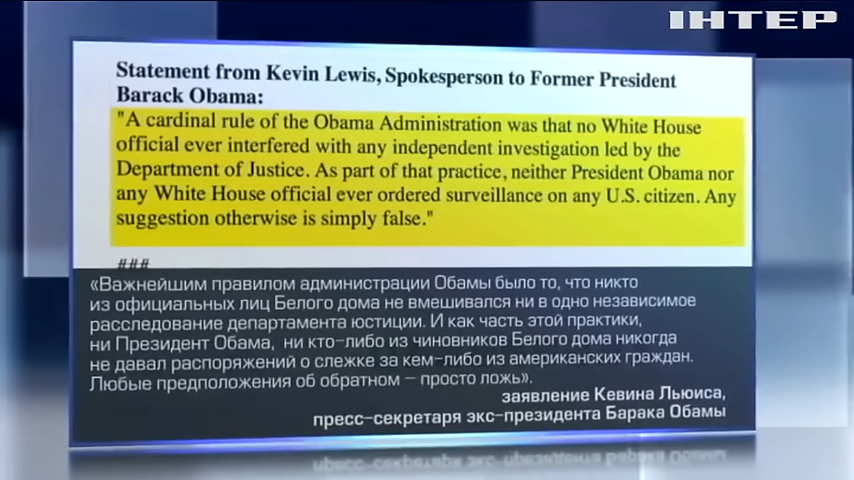 ІНТЕР
Statement from Kevin Lewis, Spokesperson to Former President
Barack Obama:
"A cardinal rule of the Obama Administration was that no White House
official ever interfered with any independent investigation led by the
Department of Justice. As part of that practice, neither President Obama nor
any White House official ever ordered surveillance on any U.S. citizen. Any
suggestion otherwise is simply false."
###
«Важнейшим правилом администрации Обамы было то, что никто
из официальных лиц Белого дома не вмешивался ни в одно независимое
расследование департамента юстиции. И как часть этой практики,
ни Президент Обама, ни кто-либо из чиновников Белого дома никогда
не давал распоряжений о слежке за кем-либо из американских граждан.
Любые предположения об обратном – просто ложь».
заявление Кевина Льюиса,
пресс-секретаря экс-президента Барака Обамы